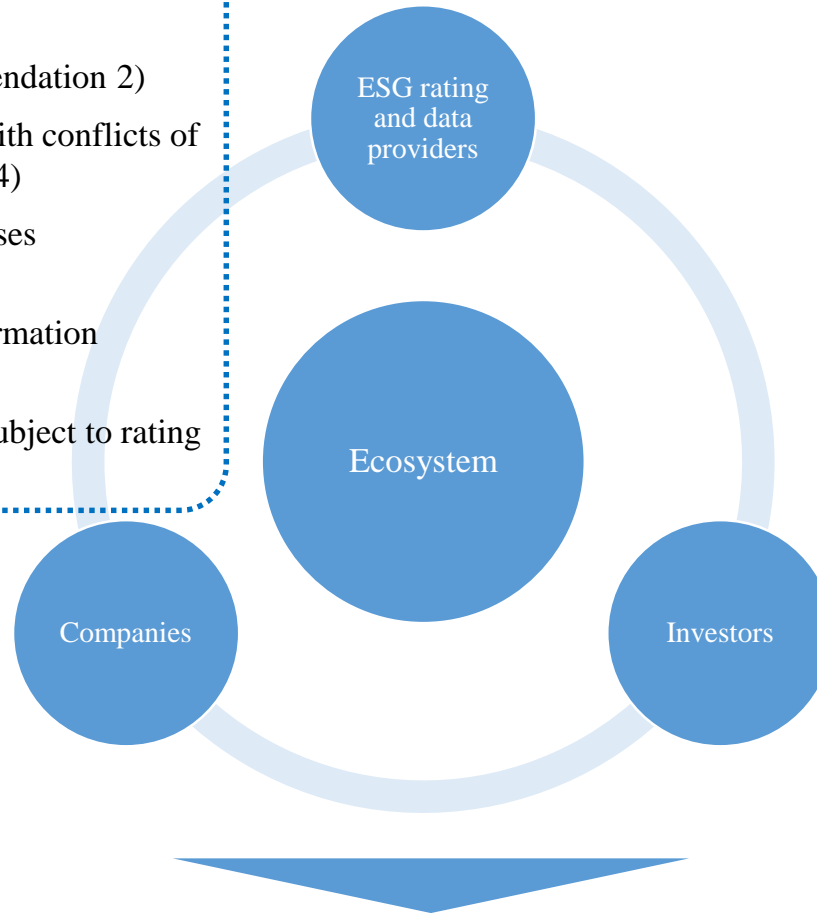 endation 2)
ith conflicts of
4)
ses
rmation
ubject to rating
ESG rating
and data
providers
Ecosystem
Companies
Investors